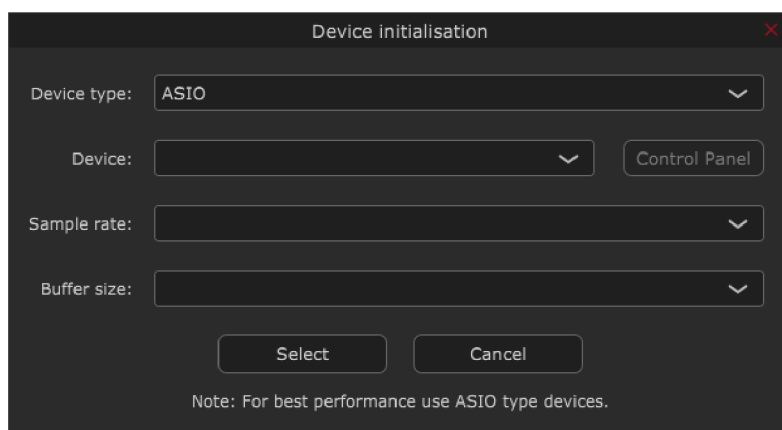 Device initialisation
Device type: ASIO
Device: Control Panel
Sample rate:
Buffer size:
Select Cancel
Note: For best performance use ASIO type devices.